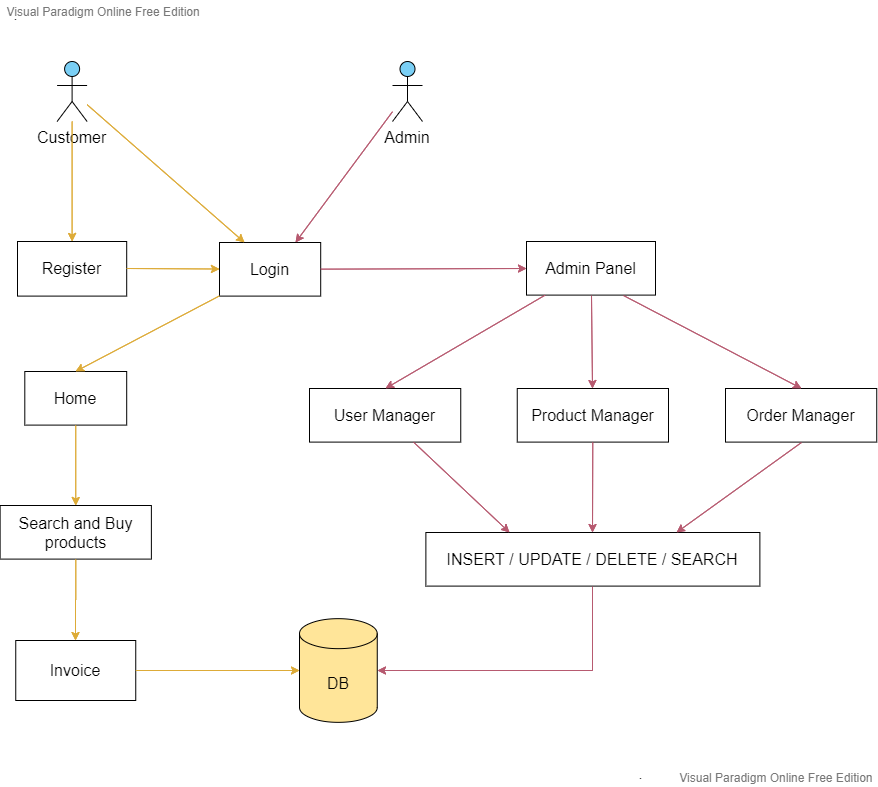 Visual Paradigm Online Free Edition
Customer
Admin
Register
Login
Admin Panel
Home
User Manager
Product Manager
Order Manager
Search and Buy
products
INSERT / UPDATE / DELETE / SEARCH
Invoice
DB
Visual Paradigm Online Free Edition